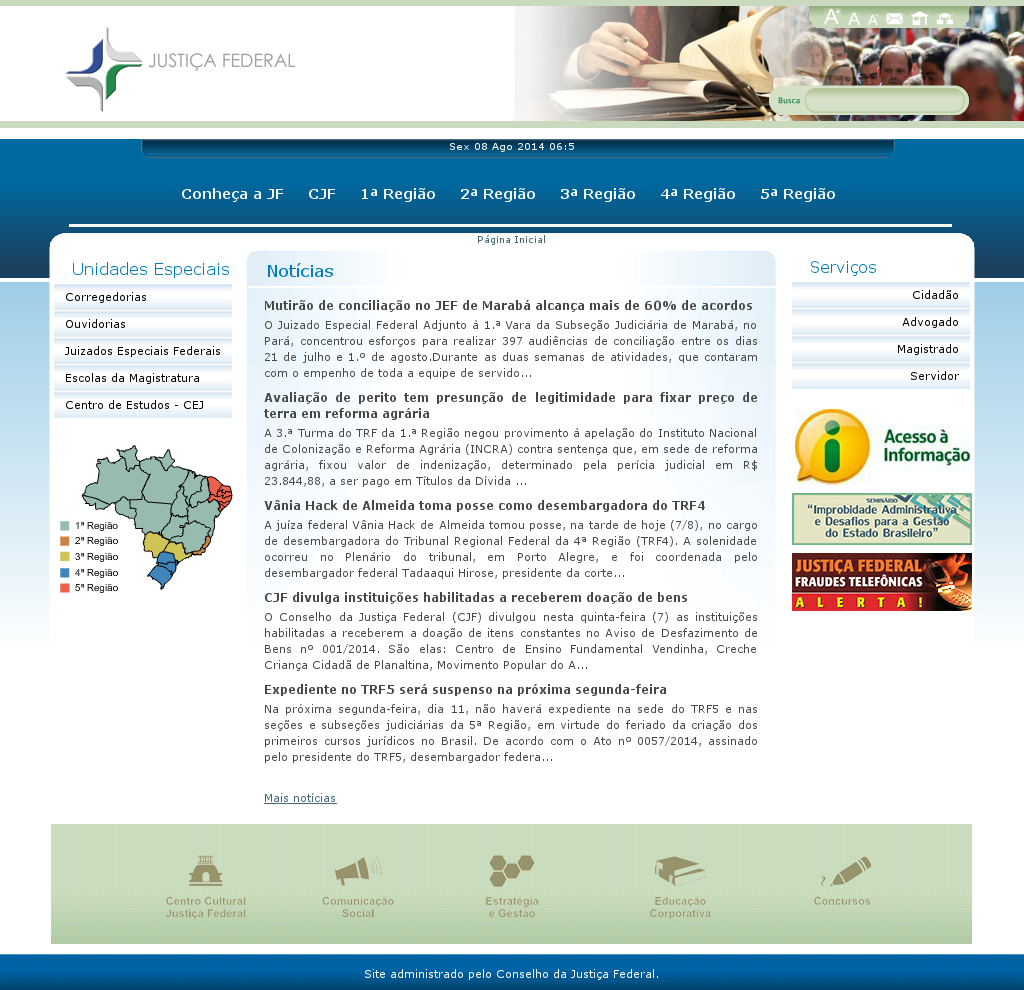 A+ A A-
JUSTIÇA FEDERAL
Busca
Sex 08 Ago 2014 06:5
Conheça a JF CJF 1ª Região 2ª Região 3ª Região 4ª Região 5ª Região
Página Inicial
Unidades Especiais
Corregedorias
Ouvidorias
Juizados Especiais Federais
Escolas da Magistratura
Centro de Estudos - CEJ
1ª Região
2ª Região
3ª Região
4ª Região
5ª Região
Notícias
Mutirão de conciliação no JEF de Marabá alcança mais de 60% de acordos
O Juizado Especial Federal Adjunto à 1.ª Vara da Subseção Judiciária de Marabá, no
Pará, concentrou esforços para realizar 397 audiências de conciliação entre os dias
21 de julho e 1.º de agosto.Durante as duas semanas de atividades, que contaram
com o empenho de toda a equipe de servido...
Avaliação de perito tem presunção de legitimidade para fixar preço de
terra em reforma agrária
A 3.ª Turma do TRF da 1.ª Região negou provimento à apelação do Instituto Nacional
de Colonização e Reforma Agrária (INCRA) contra sentença que, em sede de reforma
agrária, fixou valor de indenização, determinado pela perícia judicial em R$
23.844,88, a ser pago em Títulos da Dívida ...
Vânia Hack de Almeida toma posse como desembargadora do TRF4
A juíza federal Vânia Hack de Almeida tomou posse, na tarde de hoje (7/8), no cargo
de desembargadora do Tribunal Regional Federal da 4ª Região (TRF4). A solenidade
ocorreu no Plenário do tribunal, em Porto Alegre, e foi coordenada pelo
desembargador federal Tadaaqui Hirose, presidente da corte...
CJF divulga instituições habilitadas a receberem doação de bens
O Conselho da Justiça Federal (CJF) divulgou nesta quinta-feira (7) as instituições
habilitadas a receberem a doação de itens constantes no Aviso de Desfazimento de
Bens nº 001/2014. São elas: Centro de Ensino Fundamental Vendinha, Creche
Criança Cidadã de Planaltina, Movimento Popular do A...
Expediente no TRF5 será suspenso na próxima segunda-feira
Na próxima segunda-feira, dia 11, não haverá expediente na sede do TRF5 e nas
seções e subseções judiciárias da 5ª Região, em virtude do feriado da criação dos
primeiros cursos jurídicos no Brasil. De acordo com o Ato nº 0057/2014, assinado
pelo presidente do TRF5, desembargador federa...
Mais notícias
Serviços
Cidadão
Advogado
Magistrado
Servidor
Acesso à
Informação
SEMINÁRIO
“Improbidade Administrativa
e Desafios para a Gestão
do Estado Brasileiro”
JUSTIÇA FEDERAL
FRAUDES TELEFÔNICAS
ALERTA!
Centro Cultural
Justiça Federal
Comunicação
Social
Estratégia
e Gestão
Educação
Corporativa
Concursos
Site administrado pelo Conselho da Justiça Federal.